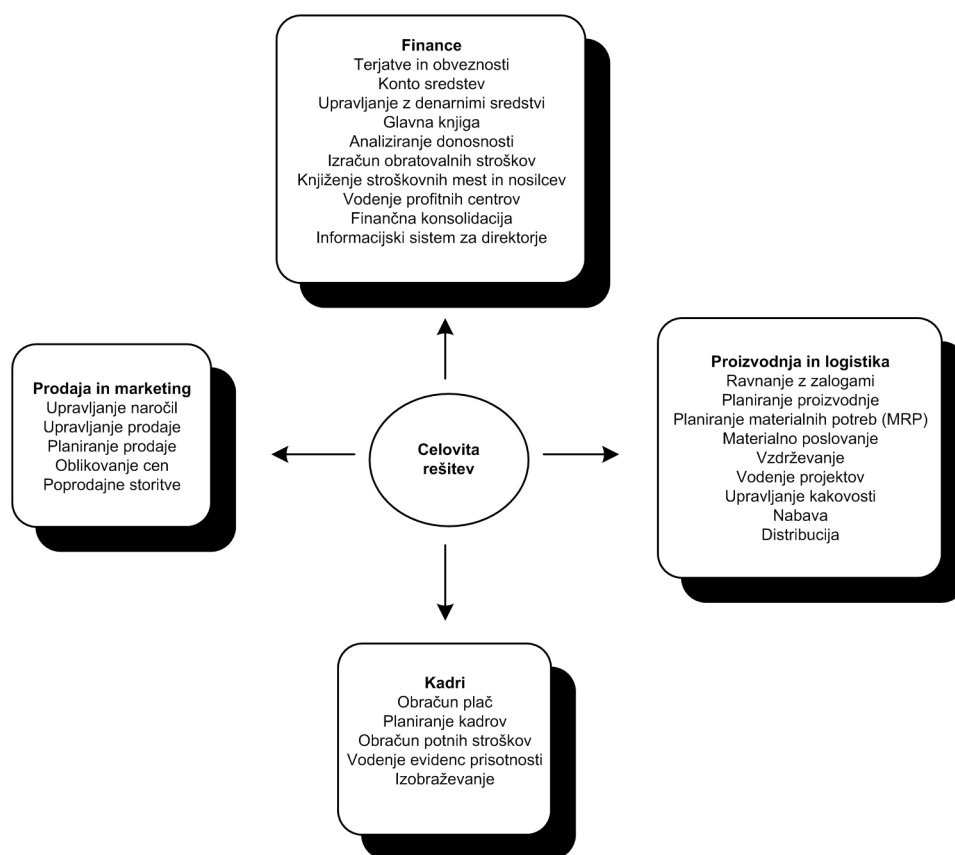 Finance
Terjatve in obveznosti
Konto sredstev
Upravljanje z denarnimi sredstvi
Glavna knjiga
Analiziranje donosnosti
Izračun obratovalnih stroškov
Knjiženje stroškovnih mest in nosilcev
Vodenje profitnih centrov
Finančna konsolidacija
Informacijski sistem za direktorje
Prodaja in marketing
Upravljanje naročil
Upravljanje prodaje
Planiranje prodaje
Oblikovanje cen
Poprodajne storitve
Celovita
rešitev
Proizvodnja in logistika
Ravnanje z zalogami
Planiranje proizvodnje
Planiranje materialnih potreb (MRP)
Materialno poslovanje
Vzdrževanje
Vodenje projektov
Upravljanje kakovosti
Nabava
Distribucija
Kadri
Obračun plač
Planiranje kadrov
Obračun potnih stroškov
Vodenje evidenc prisotnosti
Izobraževanje